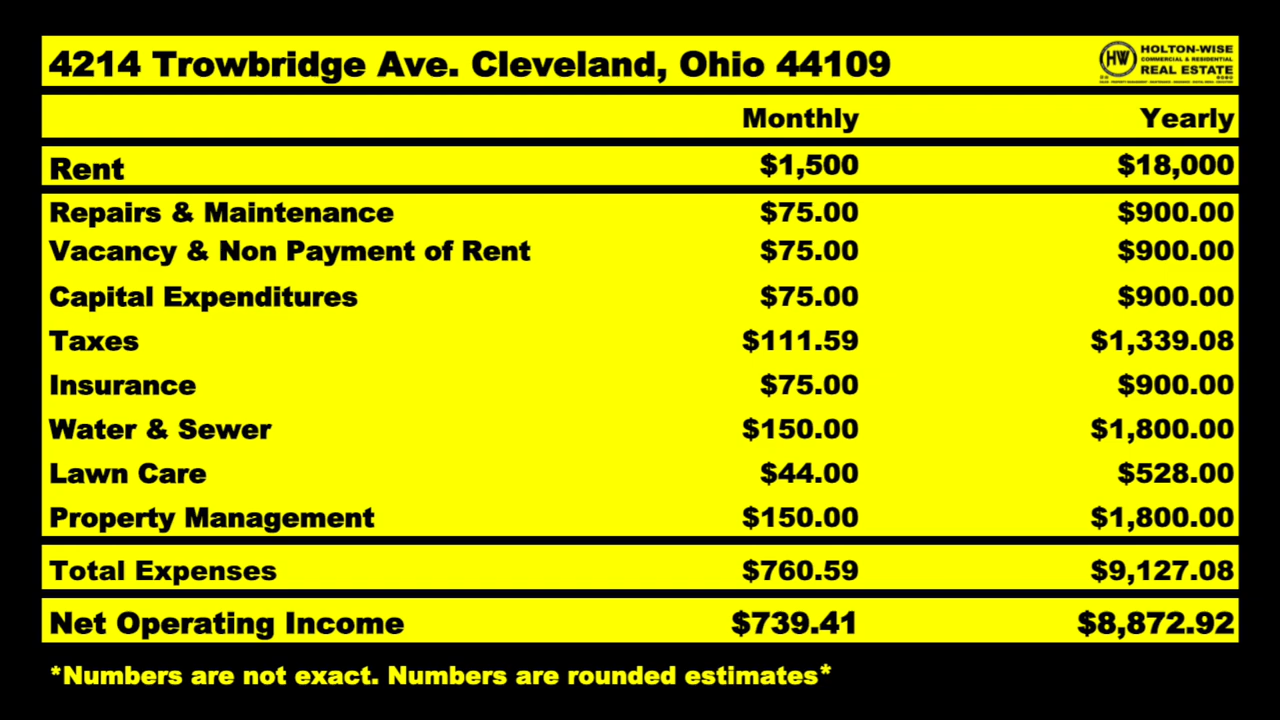 4214 Trowbridge Ave. Cleveland, Ohio 44109
HOLTON-WISE
COMMERCIAL & RESIDENTIAL
REAL ESTATE
HW
Monthly Yearly
Rent $1,500 $18,000
Repairs & Maintenance $75.00 $900.00
Vacancy & Non Payment of Rent $75.00 $900.00
Capital Expenditures $75.00 $900.00
Taxes $111.59 $1,339.08
Insurance $75.00 $900.00
Water & Sewer $150.00 $1,800.00
Lawn Care $44.00 $528.00
Property Management $150.00 $1,800.00
Total Expenses $760.59 $9,127.08
Net Operating Income $739.41 $8,872.92
*Numbers are not exact. Numbers are rounded estimates*